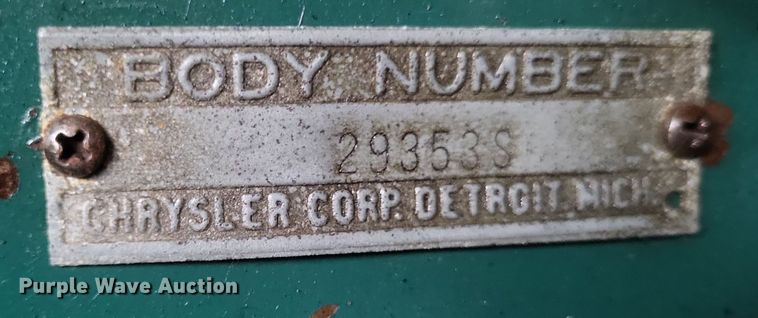 BODY NUMBER
29353S
CHRYSLER CORP. DETROIT. MICH.
Purple Wave Auction